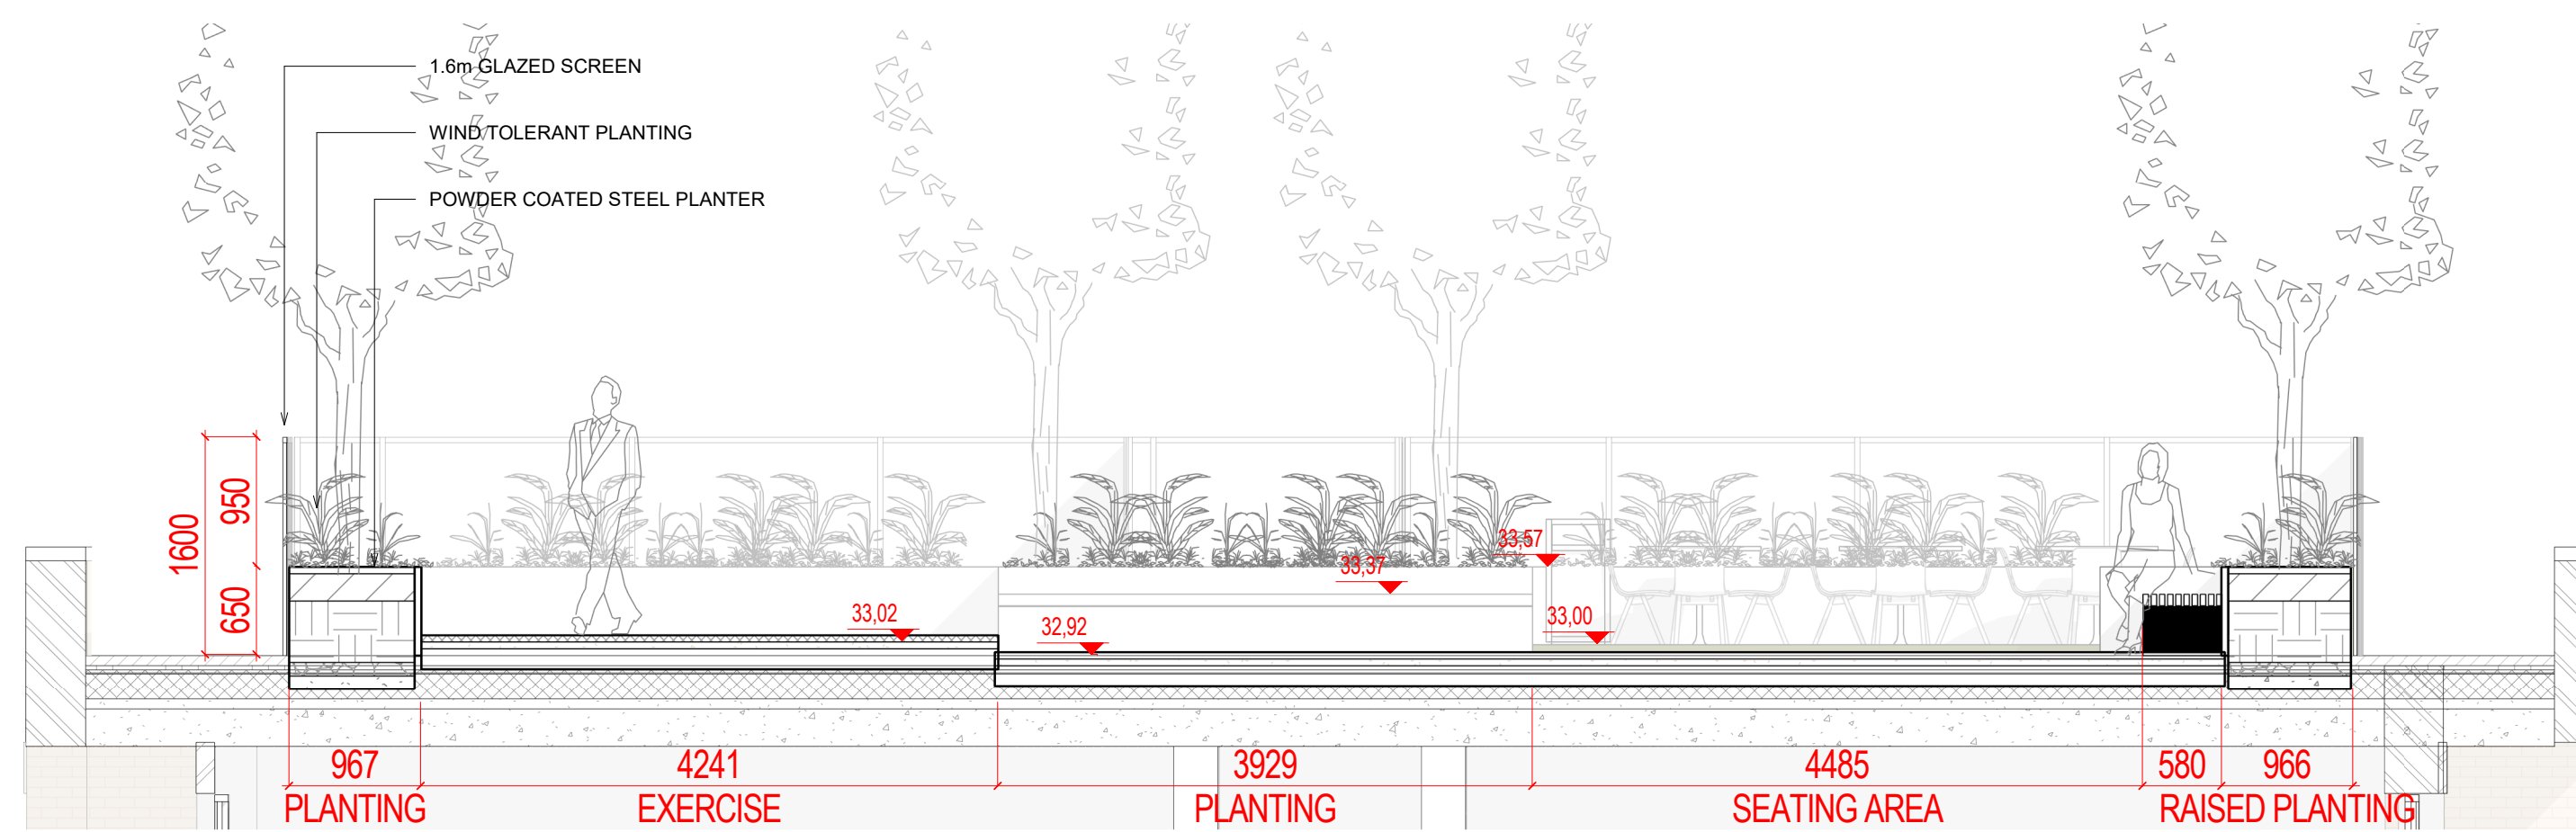 1.6m GLAZED SCREEN
WIND TOLERANT PLANTING
POWDER COATED STEEL PLANTER
1600
950
650
33,57
33,37
33,02
32,92
33,00
967
4241
3929
4485
580
966
PLANTING
EXERCISE
PLANTING
SEATING AREA
RAISED PLANTING